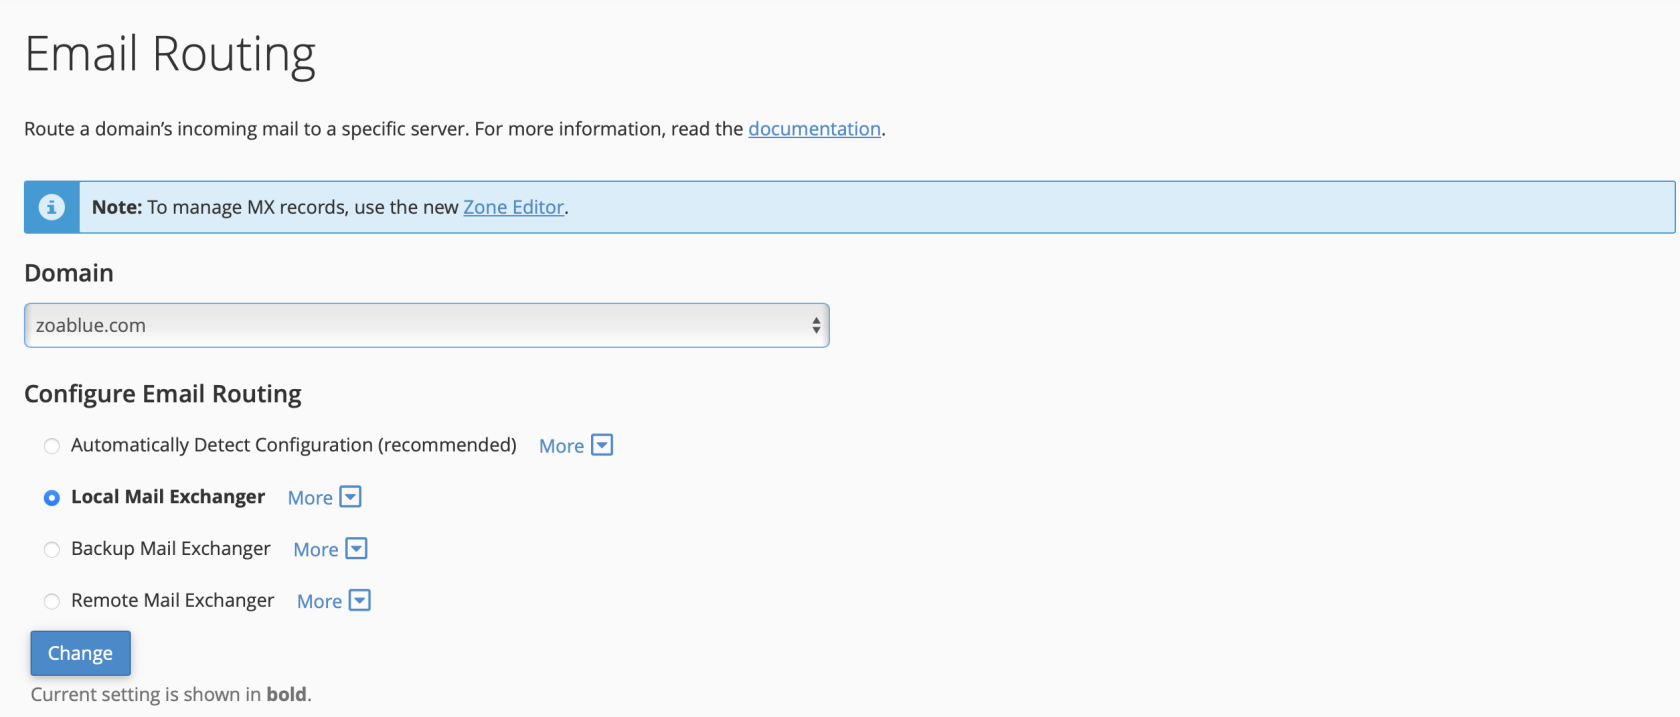 Email Routing
Route a domain's incoming mail to a specific server. For more information, read the documentation.
Note: To manage MX records, use the new Zone Editor.
Domain
zoablue.com
Configure Email Routing
Automatically Detect Configuration (recommended) More
Local Mail Exchanger More
Backup Mail Exchanger More
Remote Mail Exchanger More
Change
Current setting is shown in bold.